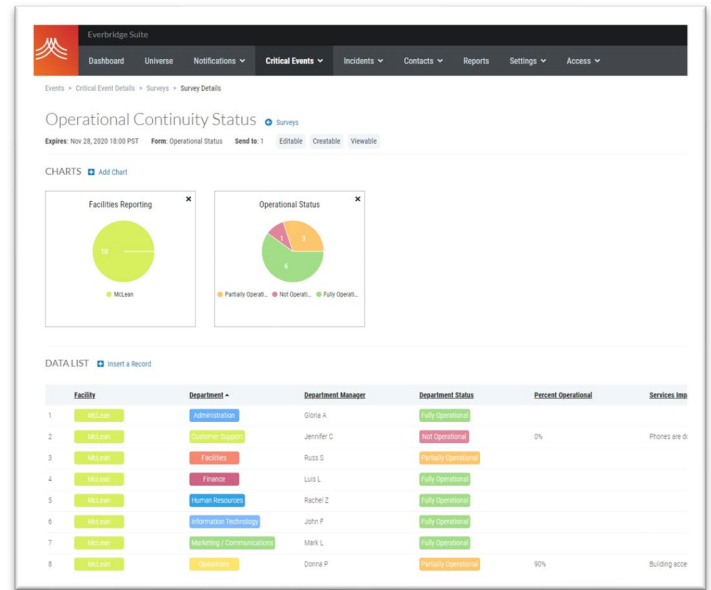 Everbridge Suite
Dashboard Universe Notifications Critical Events Incidents Contacts Reports Settings Access
Events > Critical Event Details > Surveys > Survey Details
Operational Continuity Status Surveys
Expires: Nov 28, 2020 18:00 PST Form: Operational Status Send to: 1 Editable Creatable Viewable
CHARTS Add Chart
Facilities Reporting Operational Status
10 1 3
6
McLean Partially Operati... Not Operati... Fully Operati...
DATA LIST Insert a Record
Facility Department Department Manager Department Status Percent Operational Services Imp
1 McLean Administration Gloria A Fully Operational
2 McLean Customer Support Jennifer C Not Operational 0% Phones are do
3 McLean Facilities Russ S Partially Operational
4 McLean Finance Luis L Fully Operational
5 McLean Human Resources Rachel Z Fully Operational
6 McLean Information Technology John F Fully Operational
7 McLean Marketing / Communications Mark L Fully Operational
8 McLean Operations Donna P Partially Operational 90% Building acce